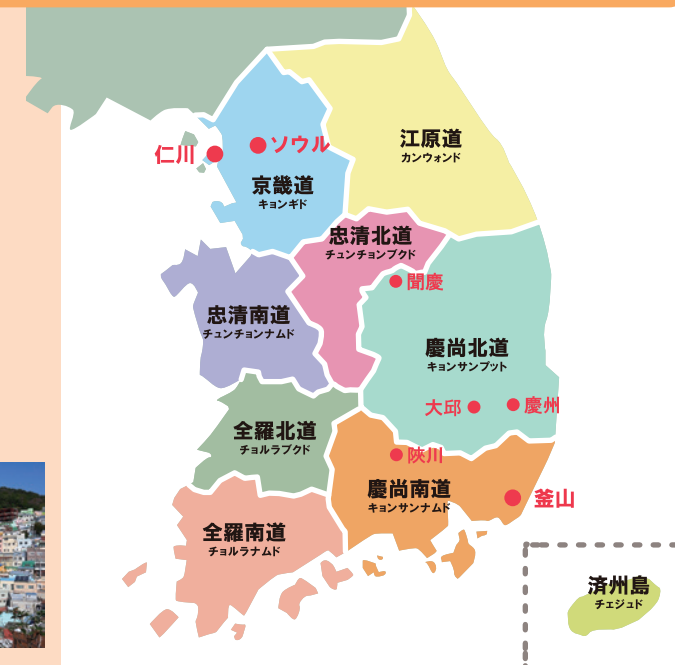 江原道
カンウォンド
仁川
ソウル
京畿道
キョンギド
忠清北道
チュンチョンブクド
聞慶
忠清南道
チュンチョンナムド
慶尚北道
キョンサンプット
大邱
慶州
全羅北道
チョルラブクド
陜川
慶尚南道
キョンサンナムド
釜山
全羅南道
チョルラナムド
済州島
チェジュド